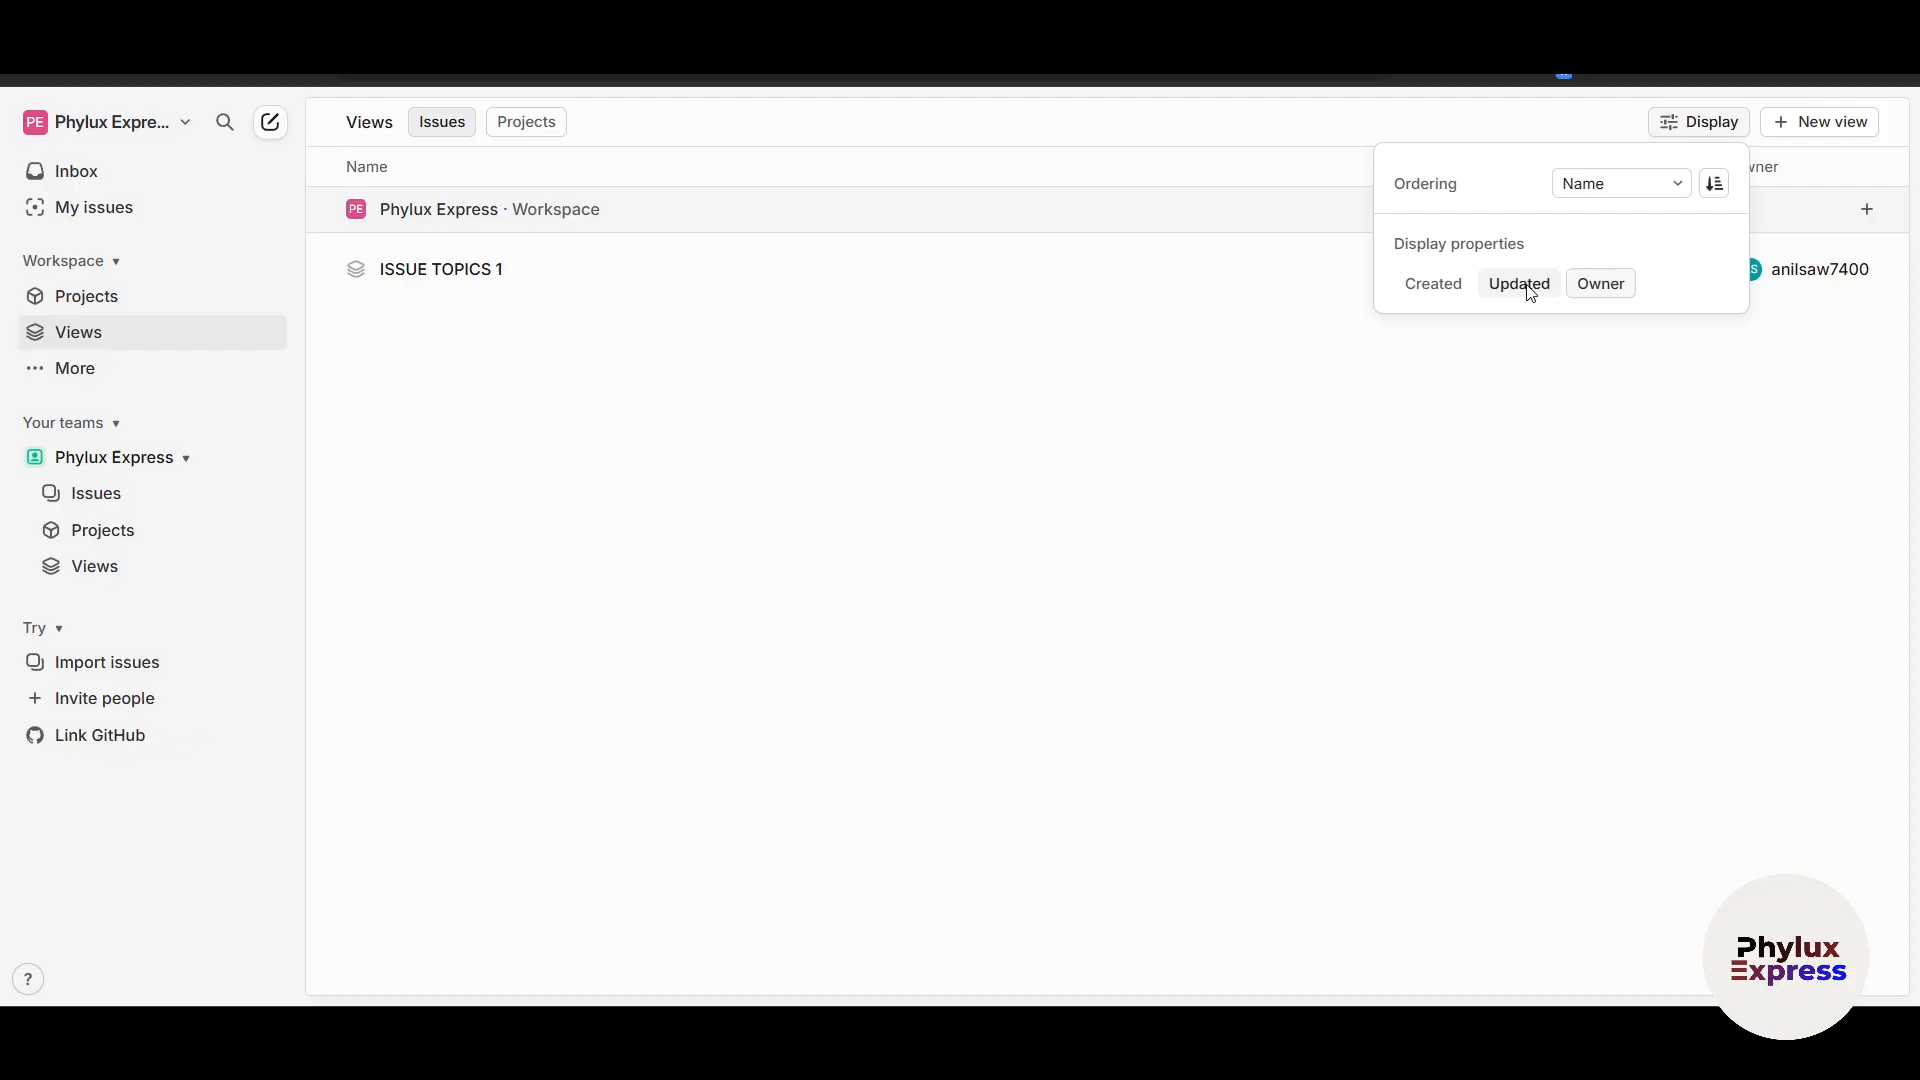 PE Phylux Expre...
Inbox
My issues
Workspace
Projects
Views
More
Your teams
Phylux Express
Issues
Projects
Views
Try
Import issues
Invite people
Link GitHub
?
Views Issues Projects
Display New view
Name
wner
PE Phylux Express · Workspace
ISSUE TOPICS 1
S anilsaw7400
Ordering Name
Display properties
Created Updated Owner
Phylux
Express